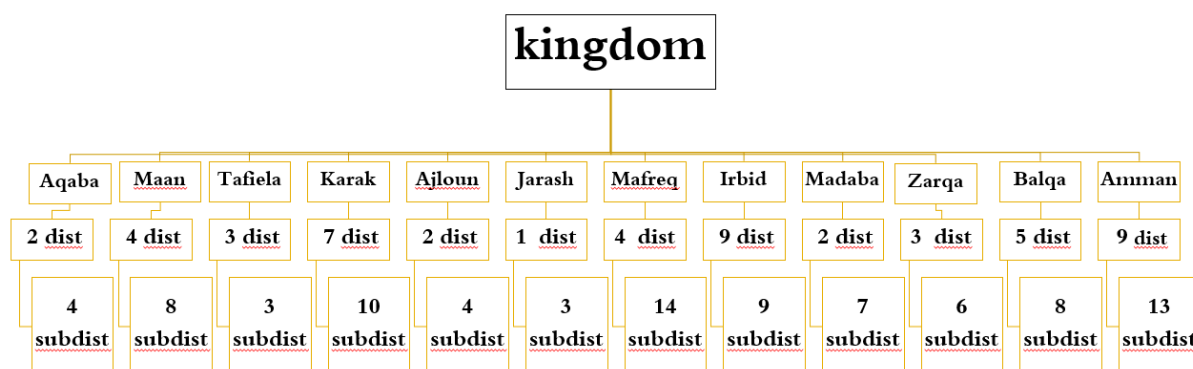 kingdom
Aqaba Maan Tafiela Karak Ajloun Jarash Mafreq Irbid Madaba Zarqa Balqa Amman
2 dist 4 dist 3 dist 7 dist 2 dist 1 dist 4 dist 9 dist 2 dist 3 dist 5 dist 9 dist
4 8 3 10 4 3 14 9 7 6 8 13
subdist subdist subdist subdist subdist subdist subdist subdist subdist subdist subdist subdist